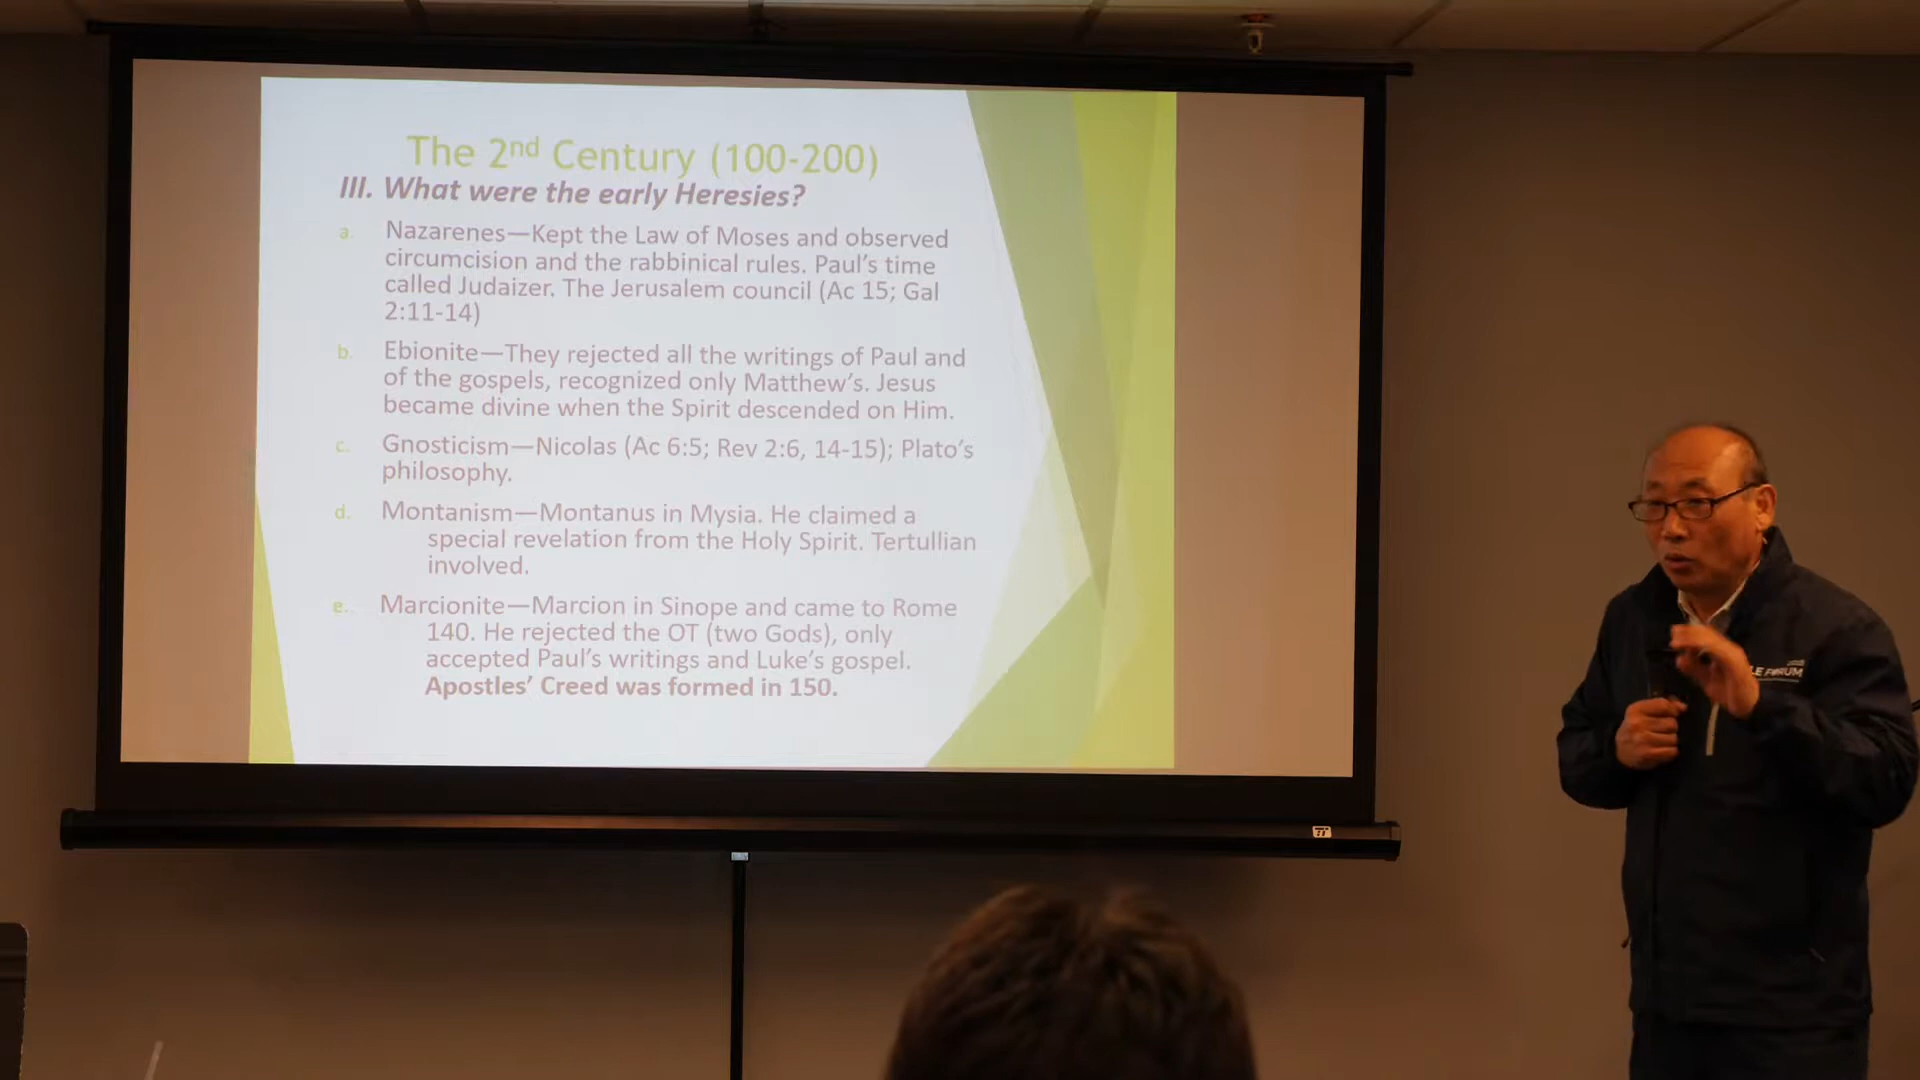 The 2nd Century (100-200)
III. What were the early Heresies?
a. Nazarenes—Kept the Law of Moses and observed
circumcision and the rabbinical rules. Paul's time
called Judaizer. The Jerusalem council (Ac 15; Gal
2:11-14)
b. Ebionite—They rejected all the writings of Paul and
of the gospels, recognized only Matthew's. Jesus
became divine when the Spirit descended on Him.
c. Gnosticism—Nicolas (Ac 6:5; Rev 2:6, 14-15); Plato's
philosophy.
d. Montanism—Montanus in Mysia. He claimed a
special revelation from the Holy Spirit. Tertullian
involved.
e. Marcionite—Marcion in Sinope and came to Rome
140. He rejected the OT (two Gods), only
accepted Paul's writings and Luke's gospel.
Apostles' Creed was formed in 150.
LE FORUM